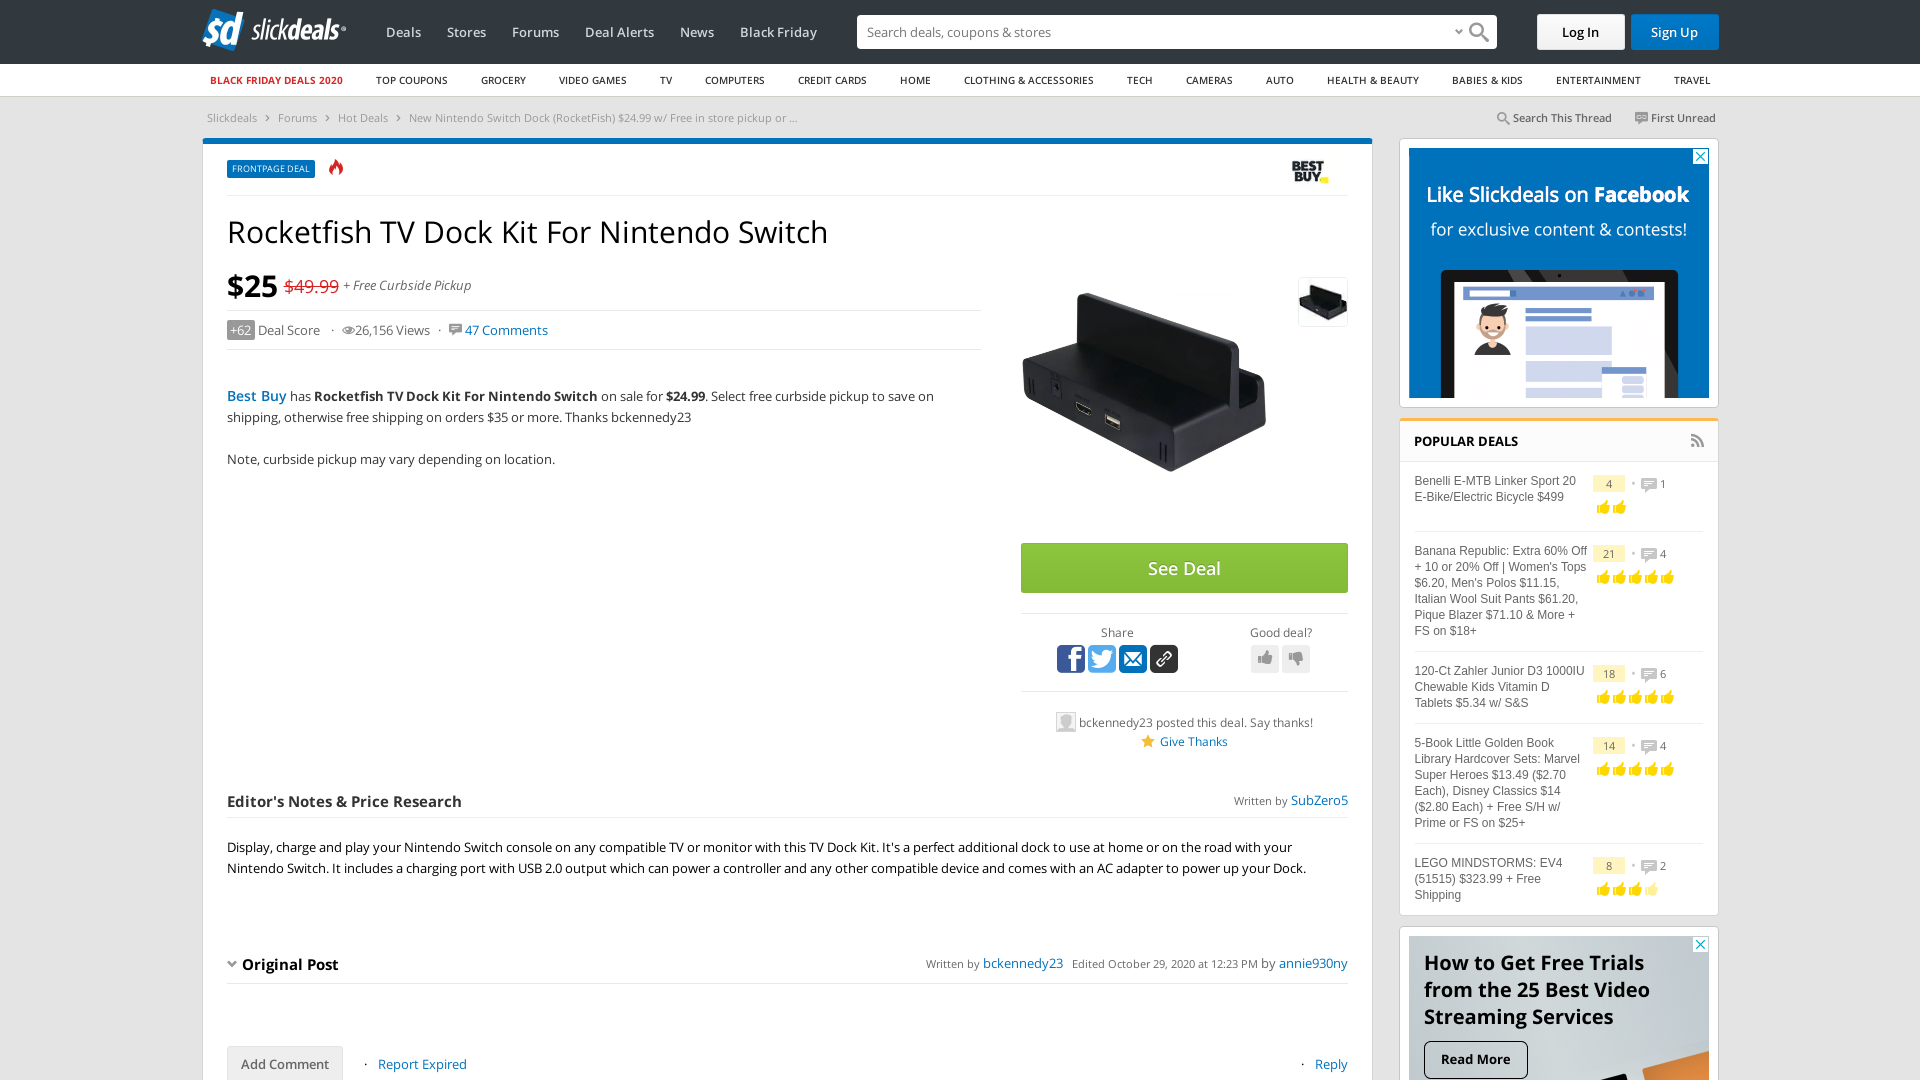 sd slickdeals
Deals Stores Forums Deal Alerts News Black Friday
Search deals, coupons & stores
Log In
Sign Up
BLACK FRIDAY DEALS 2020 TOP COUPONS GROCERY VIDEO GAMES TV COMPUTERS CREDIT CARDS HOME CLOTHING & ACCESSORIES TECH CAMERAS AUTO HEALTH & BEAUTY BABIES & KIDS ENTERTAINMENT TRAVEL
Slickdeals › Forums › Hot Deals › New Nintendo Switch Dock (RocketFish) $24.99 w/ Free in store pickup or ...
Search This Thread First Unread
FRONTPAGE DEAL
BEST BUY
Rocketfish TV Dock Kit For Nintendo Switch
$25 $49.99 + Free Curbside Pickup
+62 Deal Score · 26,156 Views · 47 Comments
Best Buy has Rocketfish TV Dock Kit For Nintendo Switch on sale for $24.99. Select free curbside pickup to save on
shipping, otherwise free shipping on orders $35 or more. Thanks bckennedy23
Note, curbside pickup may vary depending on location.
See Deal
Share
Good deal?
bckennedy23 posted this deal. Say thanks!
Give Thanks
Editor's Notes & Price Research
Written by SubZero5
Display, charge and play your Nintendo Switch console on any compatible TV or monitor with this TV Dock Kit. It's a perfect additional dock to use at home or on the road with your
Nintendo Switch. It includes a charging port with USB 2.0 output which can power a controller and any other compatible device and comes with an AC adapter to power up your Dock.
Original Post
Written by bckennedy23 Edited October 29, 2020 at 12:23 PM by annie930ny
Add Comment · Report Expired
· Reply
Like Slickdeals on Facebook
for exclusive content & contests!
POPULAR DEALS
Benelli E-MTB Linker Sport 20
E-Bike/Electric Bicycle $499
4 • 1
Banana Republic: Extra 60% Off
+ 10 or 20% Off | Women's Tops
$6.20, Men's Polos $11.15,
Italian Wool Suit Pants $61.20,
Pique Blazer $71.10 & More +
FS on $18+
21 • 4
120-Ct Zahler Junior D3 1000IU
Chewable Kids Vitamin D
Tablets $5.34 w/ S&S
18 • 6
5-Book Little Golden Book
Library Hardcover Sets: Marvel
Super Heroes $13.49 ($2.70
Each), Disney Classics $14
($2.80 Each) + Free S/H w/
Prime or FS on $25+
14 • 4
LEGO MINDSTORMS: EV4
(51515) $323.99 + Free
Shipping
8 • 2
How to Get Free Trials
from the 25 Best Video
Streaming Services
Read More